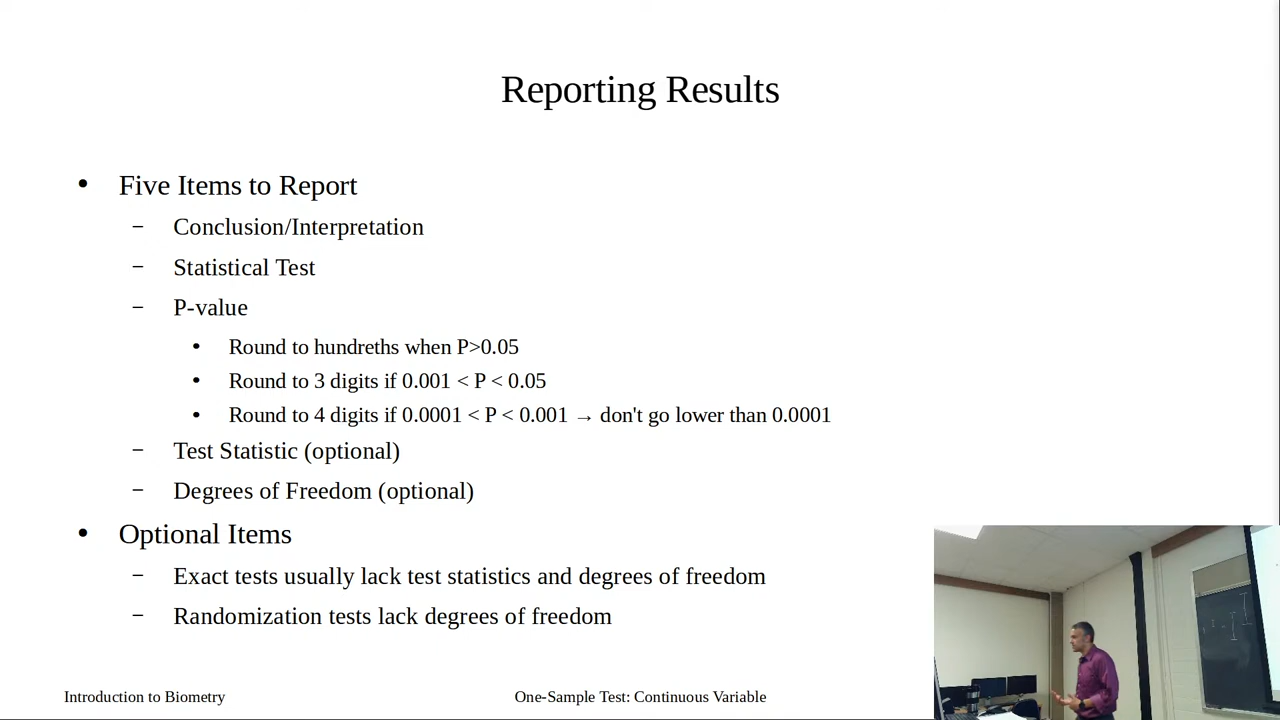 Reporting Results
• Five Items to Report
– Conclusion/Interpretation
– Statistical Test
– P-value
• Round to hundreths when P>0.05
• Round to 3 digits if 0.001 < P < 0.05
• Round to 4 digits if 0.0001 < P < 0.001 → don't go lower than 0.0001
– Test Statistic (optional)
– Degrees of Freedom (optional)
• Optional Items
– Exact tests usually lack test statistics and degrees of freedom
– Randomization tests lack degrees of freedom
Introduction to Biometry
One-Sample Test: Continuous Variable